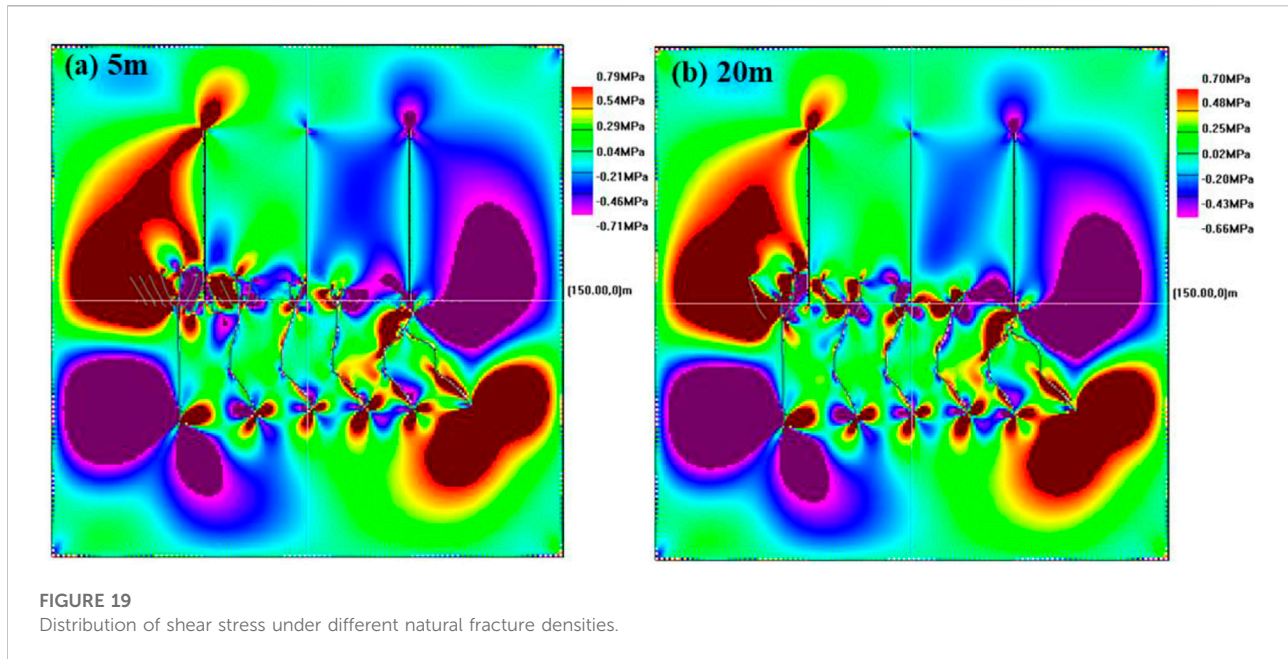 (a) 5m
0.79MPa
0.54MPa
0.29MPa
0.04MPa
-0.21MPa
-0.46MPa
-0.71MPa
(150.00,0)m
(b) 20m
0.70MPa
0.48MPa
0.25MPa
0.02MPa
-0.20MPa
-0.43MPa
-0.66MPa
(150.00,0)m
FIGURE 19
Distribution of shear stress under different natural fracture densities.